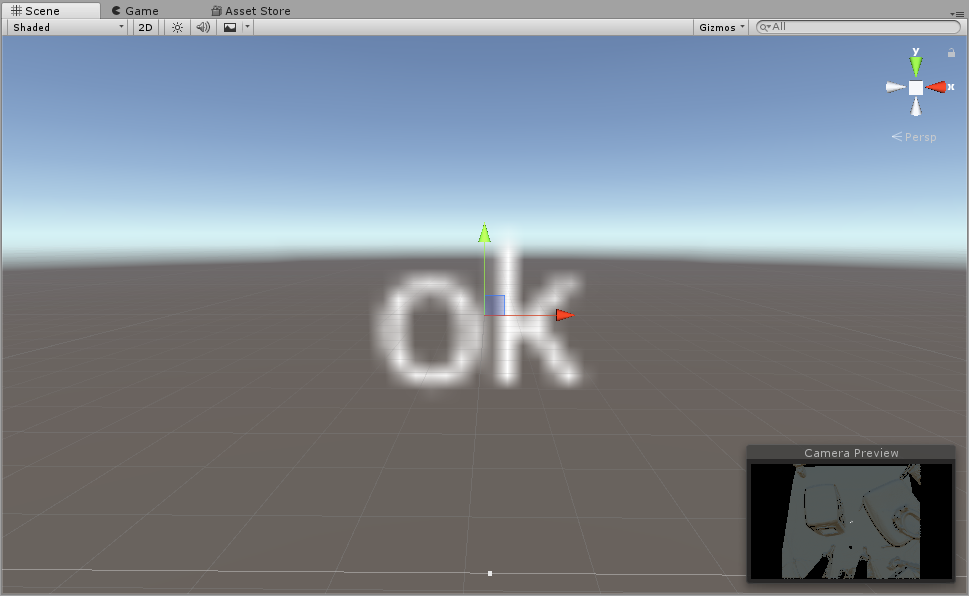 Scene Game Asset Store
Shaded 2D Gizmos All
y
x
Persp
ok
Camera Preview